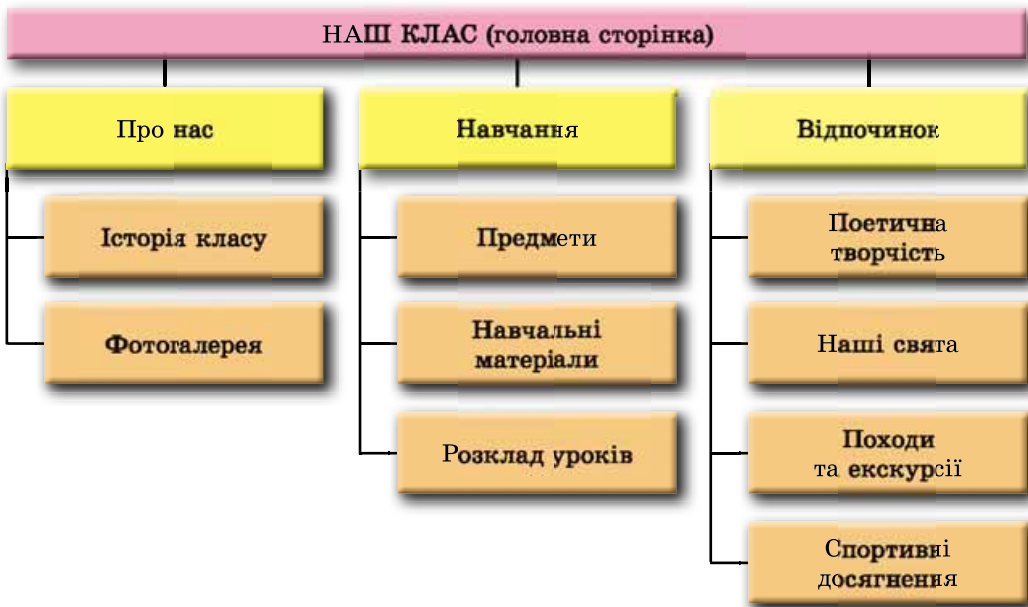 НАШ КЛАС (головна сторінка)
Про нас
Історія класу
Фотогалерея
Навчання
Предмети
Навчальні
матеріали
Розклад уроків
Відпочинок
Поетична
творчість
Наші свята
Походи
та екскурсії
Спортивні
досягнення